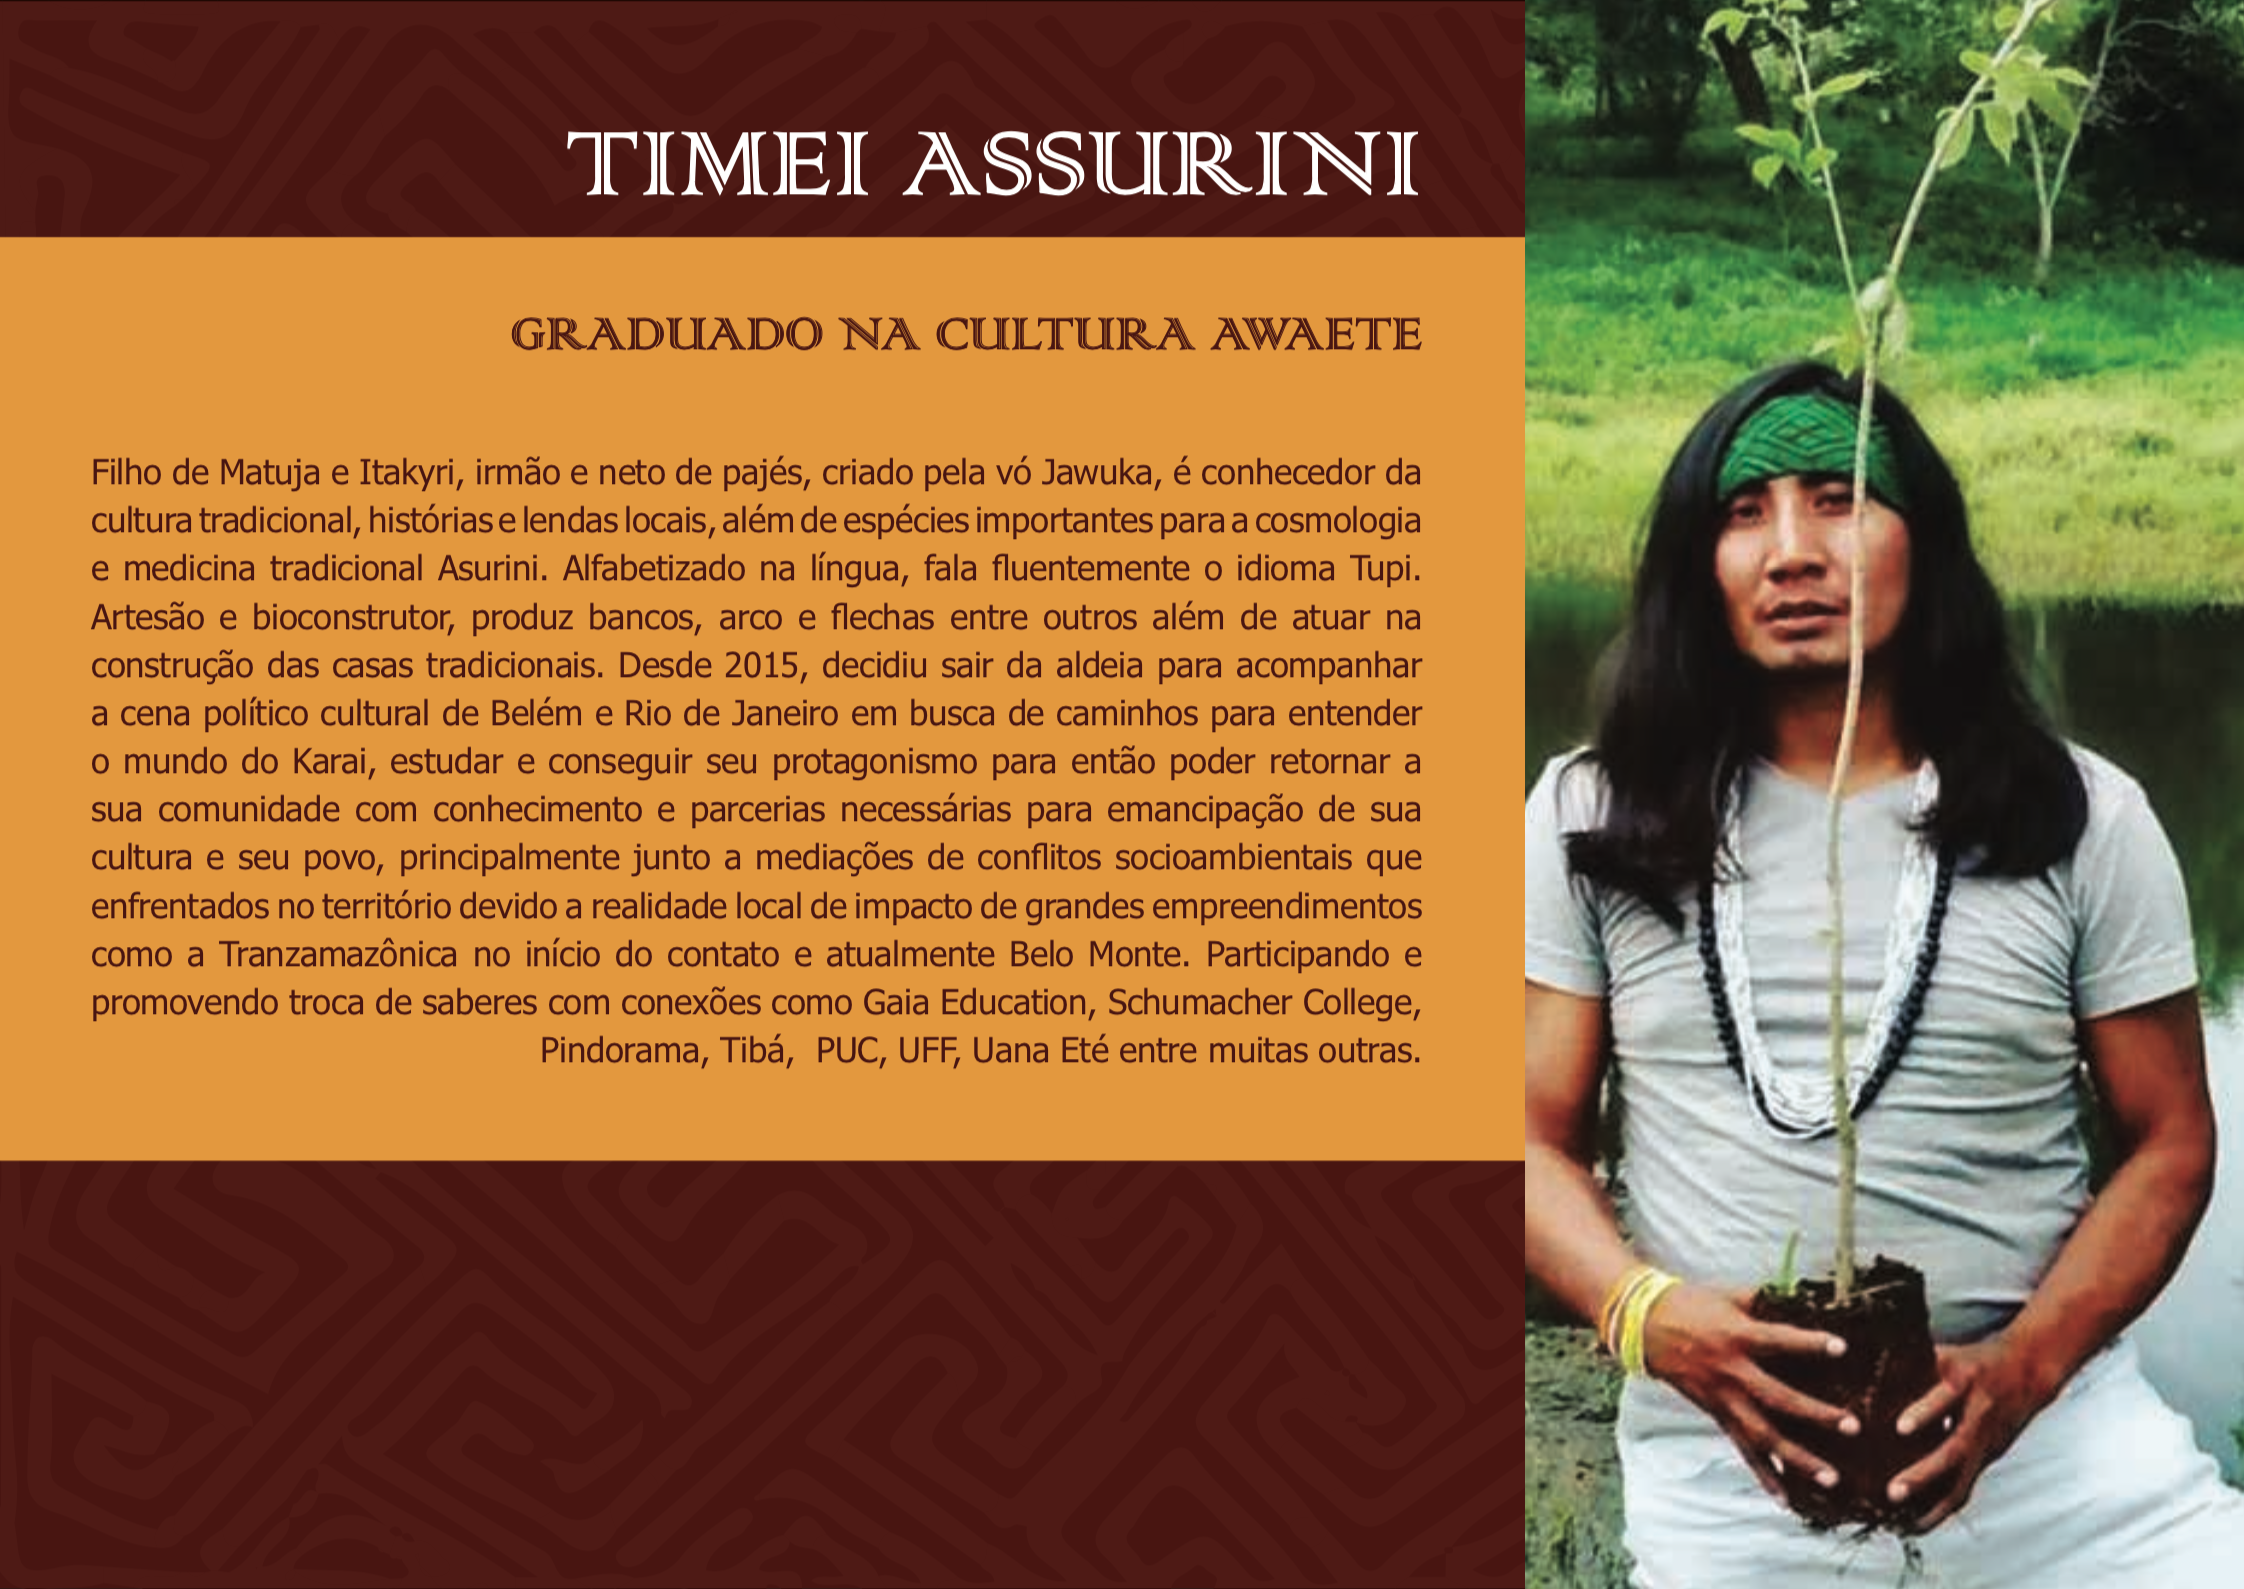 TIMEI ASSURINI
GRADUADO NA CULTURA AWAETE
Filho de Matuja e Itakyri, irmão e neto de pajés, criado pela vó Jawuka, é conhecedor da
cultura tradicional, histórias e lendas locais, além de espécies importantes para a cosmologia
e medicina tradicional Asurini. Alfabetizado na língua, fala fluentemente o idioma Tupi.
Artesão e bioconstrutor, produz bancos, arco e flechas entre outros além de atuar na
construção das casas tradicionais. Desde 2015, decidiu sair da aldeia para acompanhar
a cena político cultural de Belém e Rio de Janeiro em busca de caminhos para entender
o mundo do Karai, estudar e conseguir seu protagonismo para então poder retornar a
sua comunidade com conhecimento e parcerias necessárias para emancipação de sua
cultura e seu povo, principalmente junto a mediações de conflitos socioambientais que
enfrentados no território devido a realidade local de impacto de grandes empreendimentos
como a Tranzamazônica no início do contato e atualmente Belo Monte. Participando e
promovendo troca de saberes com conexões como Gaia Education, Schumacher College,
Pindorama, Tibá,  PUC, UFF, Uana Eté entre muitas outras.